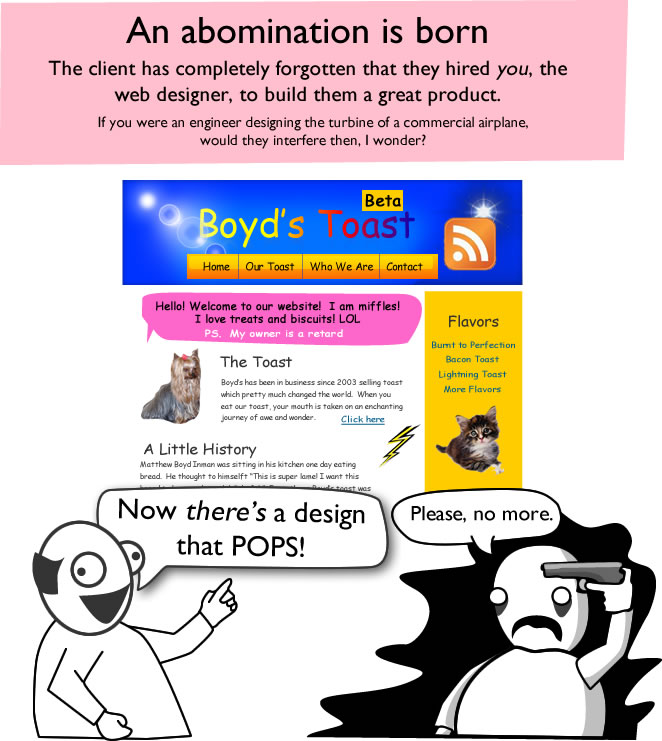 An abomination is born
The client has completely forgotten that they hired you, the
web designer, to build them a great product.
If you were an engineer designing the turbine of a commercial airplane,
would they interfere then, I wonder?
Beta
Boyd's Toast
Home Our Toast Who We Are Contact
Hello! Welcome to our website! I am miffles!
I love treats and biscuits! LOL
PS. My owner is a retard
Flavors
Burnt to Perfection
Bacon Toast
Lightning Toast
More Flavors
The Toast
Boyd's has been in business since 2003 selling toast
which pretty much changed the world. When you
eat our toast, your mouth is taken on an enchanting
journey of awe and wonder. Click here
A Little History
Matthew Boyd Inman was sitting in his kitchen one day eating
bread. He thought to himselft "This is super lame! I want this
toast was
Now there's a design
that POPS!
Please, no more.